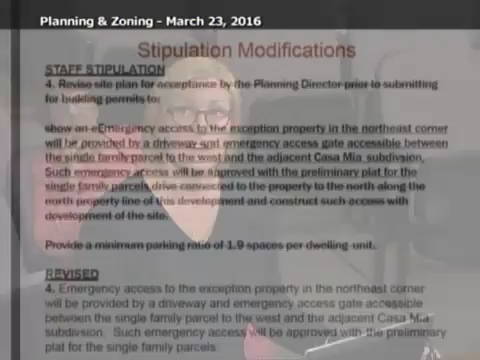 Planning & Zoning - March 23, 2016
Stipulation Modifications
STAFF STIPULATION
4. Revise site plan for acceptance by the Planning Director prior to submitting
for building permits to:
show an eEmergency access to the exception property in the northeast corner
will be provided by a driveway and emergency access gate accessible between
the single family parcel to the west and the adjacent Casa Mia subdivsion,
Such emergency access will be approved with the preliminary plat for the
single family parcels. drive connected to the property to the north along the
north property line of this development and construct such access with
development of the site.
Provide a minimum parking ratio of 1.9 spaces per dwelling unit.
REVISED
4. Emergency access to the exception property in the northeast corner
will be provided by a driveway and emergency access gate accessible
between the single family parcel to the west and the adjacent Casa Mia
subdivsion. Such emergency access will be approved with the preliminary
plat for the single family parcels.